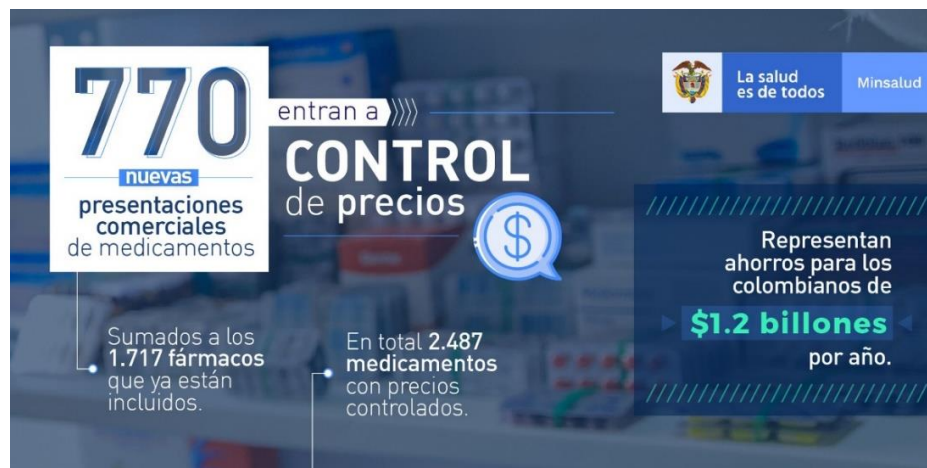 770
nuevas
presentaciones
comerciales
de medicamentos
entran a
CONTROL
de precios
$
La salud
es de todos
Minsalud
Sumados a los
1.717 fármacos
que ya están
incluidos.
En total 2.487
medicamentos
con precios
controlados.
Representan
ahorros para los
colombianos de
$1.2 billones
por año.